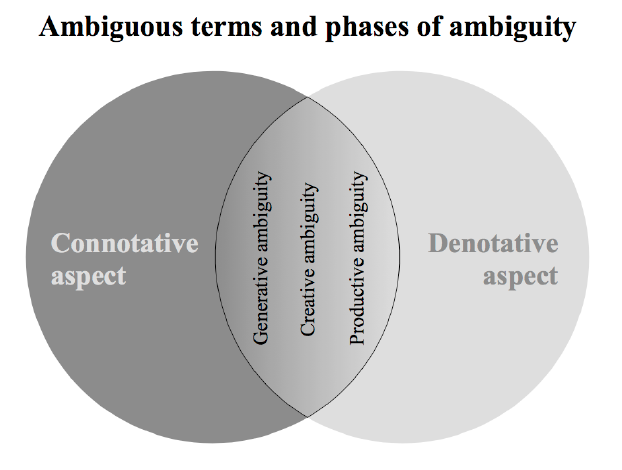 Ambiguous terms and phases of ambiguity
Connotative
aspect
Generative ambiguity
Creative ambiguity
Productive ambiguity
Denotative
aspect